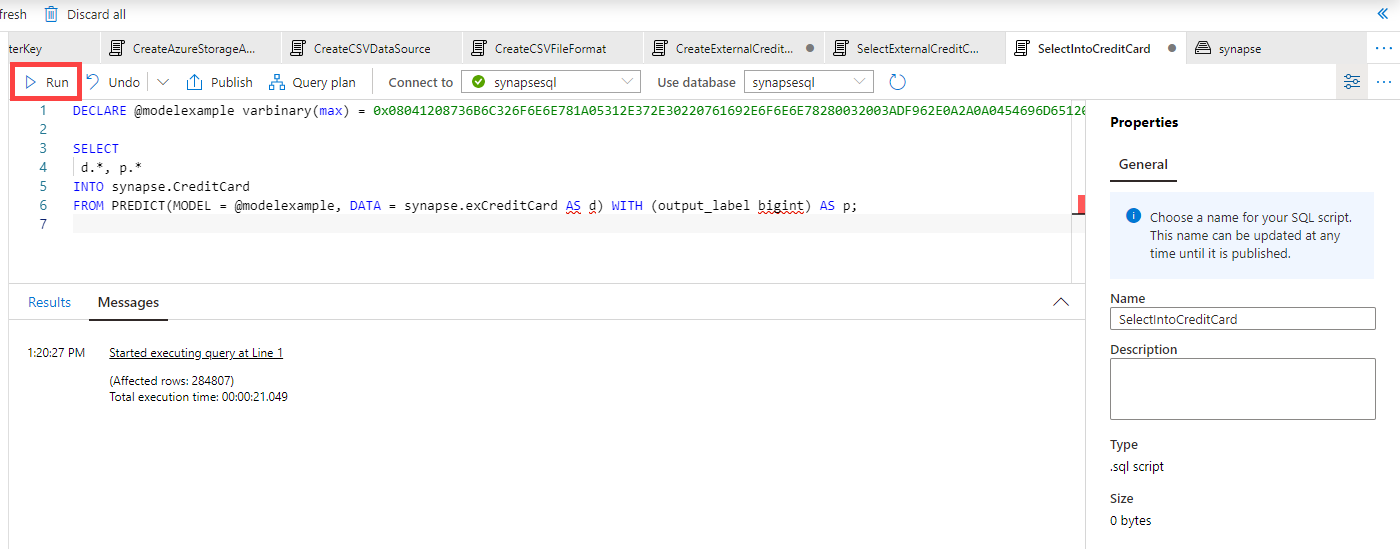 fresh Discard all
terKey CreateAzureStorageA... CreateCSVDataSource CreateCSVFileFormat CreateExternalCredit... SelectExternalCreditC... SelectIntoCreditCard synapse
Run Undo Publish Query plan Connect to synapsesql Use database synapsesql
1 DECLARE @modelexample varbinary(max) = 0x08041208736B6C326F6E6E781A05312E372E30220761692E6F6E6E78280032003ADF962E0A2A0A0454696D65120
2
3 SELECT
4 d.*, p.*
5 INTO synapse.CreditCard
6 FROM PREDICT(MODEL = @modelexample, DATA = synapse.exCreditCard AS d) WITH (output_label bigint) AS p;
7
Results Messages
1:20:27 PM Started executing query at Line 1
(Affected rows: 284807)
Total execution time: 00:00:21.049
Properties
General
Choose a name for your SQL script.
This name can be updated at any
time until it is published.
Name
SelectIntoCreditCard
Description
Type
.sql script
Size
0 bytes